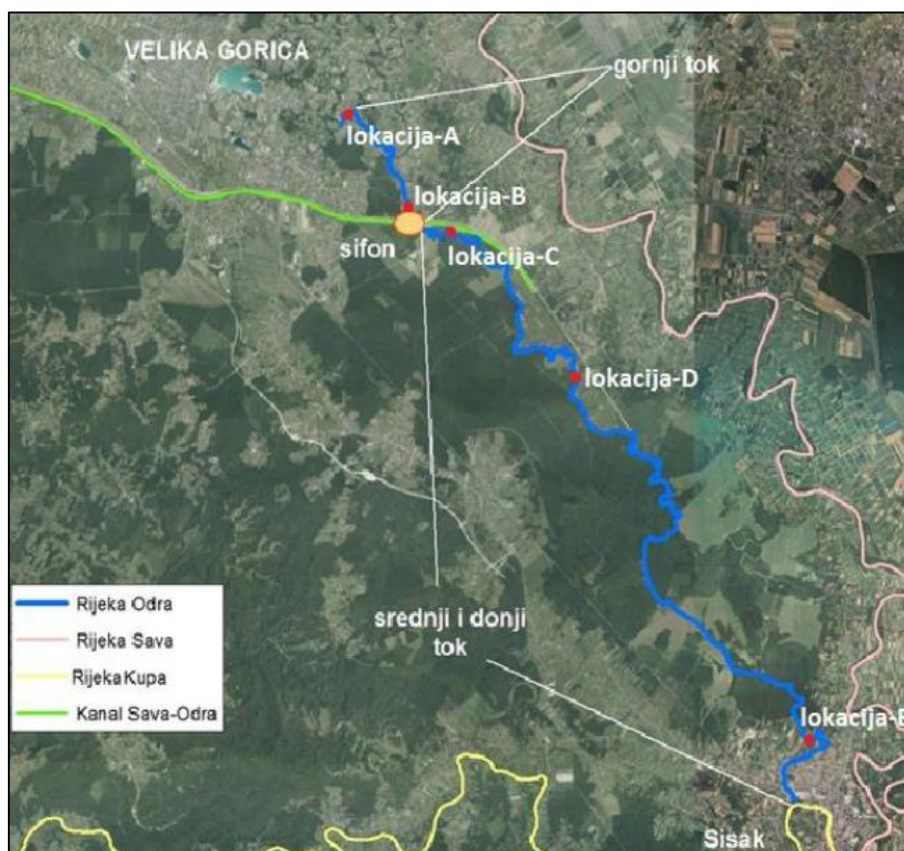 VELIKA GORICA
gornji tok
lokacija-A
lokacija-B
sifon
lokacija-C
lokacija-D
srednji i donji
tok
lokacija-E
Sisak
Rijeka Odra
Rijeka Sava
Rijeka Kupa
Kanal Sava-Odra